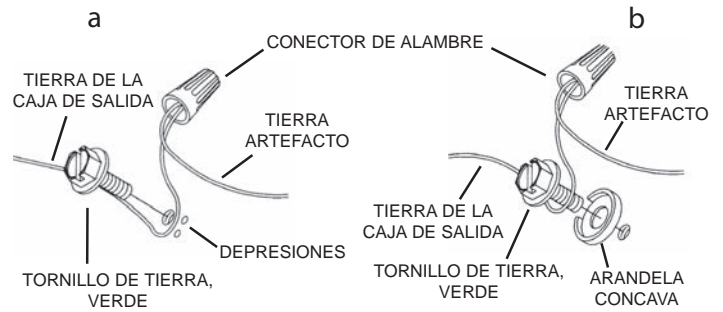 a
b
CONECTOR DE ALAMBRE
TIERRA DE LA
CAJA DE SALIDA
TIERRA
ARTEFACTO
DEPRESIONES
TORNILLO DE TIERRA,
VERDE
TIERRA
ARTEFACTO
TIERRA DE LA
CAJA DE SALIDA
TORNILLO DE TIERRA,
VERDE
ARANDELA
CONCAVA